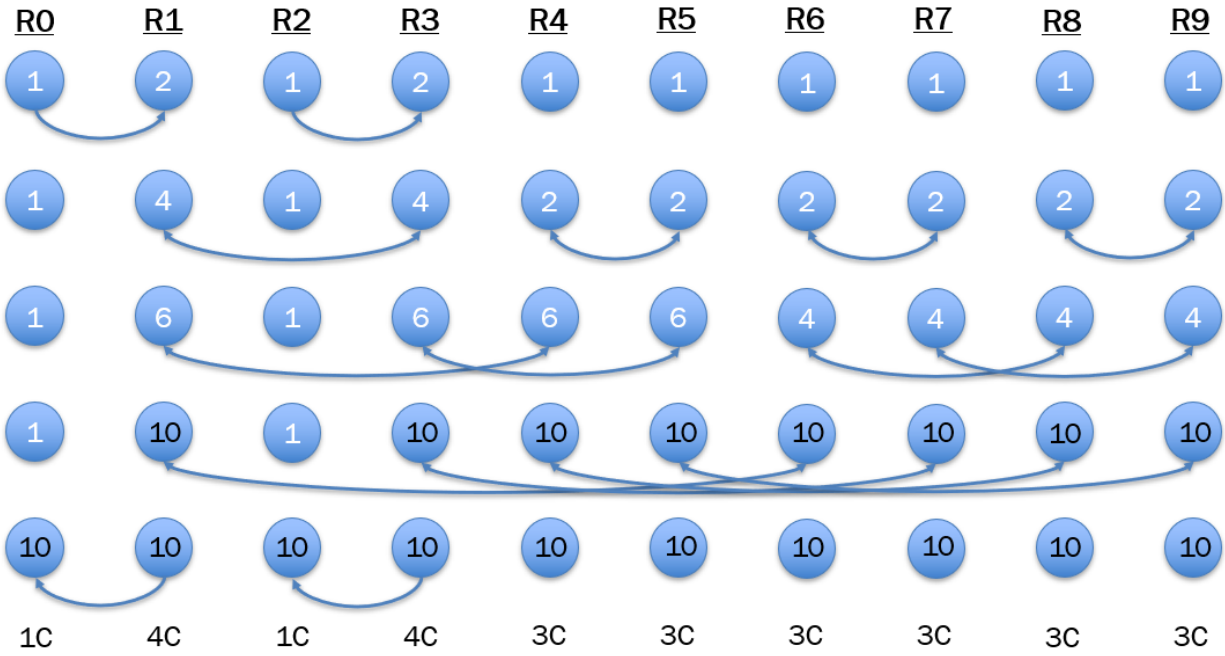 R0 R1 R2 R3 R4 R5 R6 R7 R8 R9
1 2 1 2 1 1 1 1 1 1
1 4 1 4 2 2 2 2 2 2
1 6 1 6 6 6 4 4 4 4
1 10 1 10 10 10 10 10 10 10
10 10 10 10 10 10 10 10 10 10
1C 4C 1C 4C 3C 3C 3C 3C 3C 3C